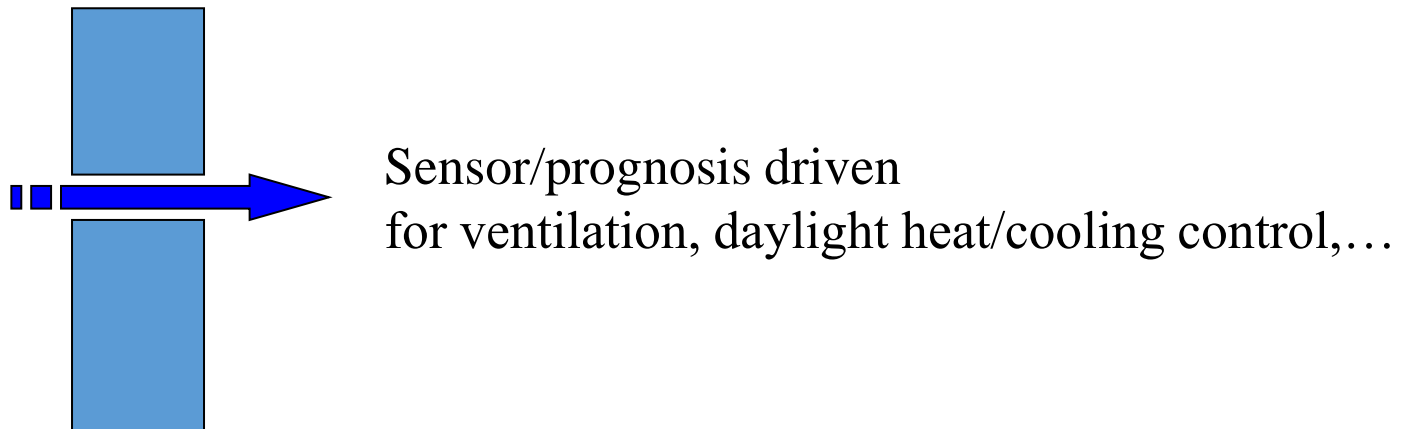 Sensor/prognosis driven
for ventilation, daylight heat/cooling control,…